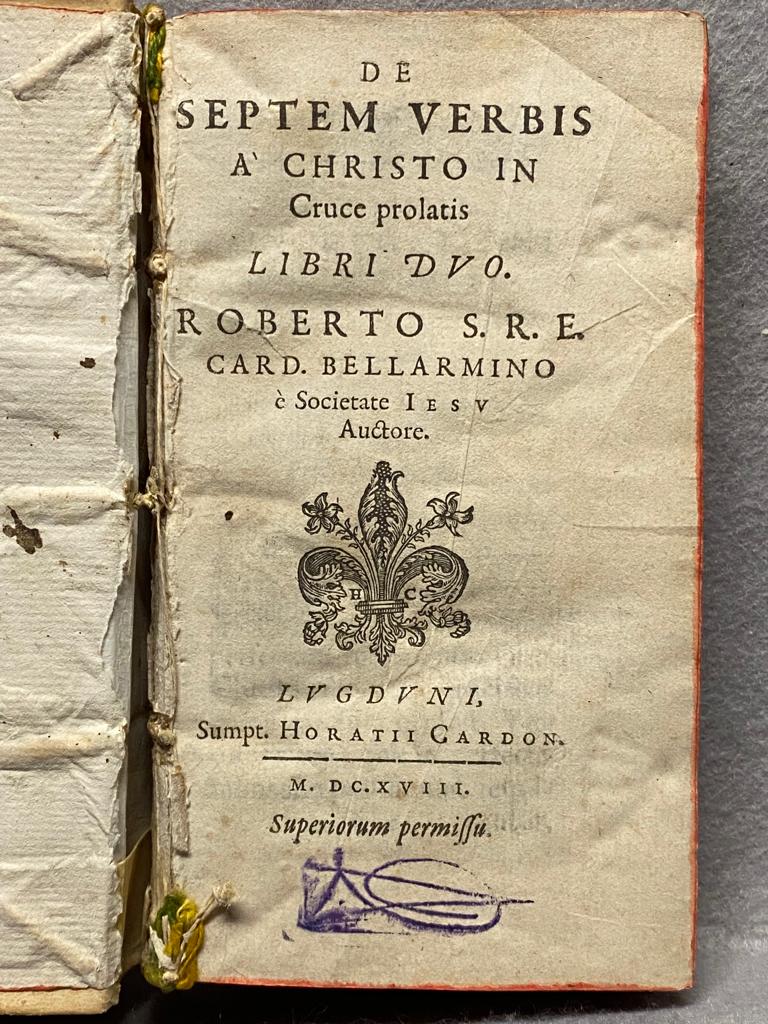 DE
SEPTEM VERBIS
A` CHRISTO IN
Cruce prolatis
LIBRI DVO.
ROBERTO S. R. E.
CARD. BELLARMINO
è Societate IESV
Auctore.
H C
LVGDVNI,
Sumpt. HORATII CARDON.
M. DC. XVIII.
Superiorum permiſſu.